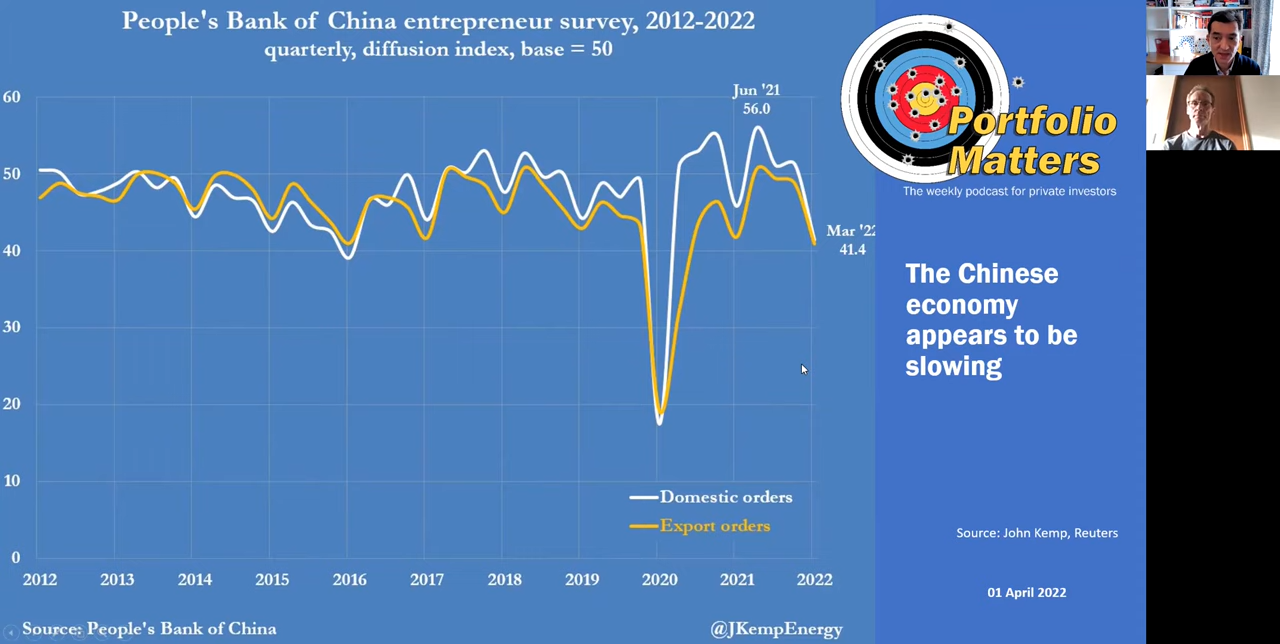 People's Bank of China entrepreneur survey, 2012-2022
quarterly, diffusion index, base = 50
60
50
40
30
20
10
0
Jun '21
56.0
Mar '22
41.4
Domestic orders
Export orders
2012 2013 2014 2015 2016 2017 2018 2019 2020 2021 2022
Source: People's Bank of China
@JKempEnergy
Portfolio
Matters
The weekly podcast for private investors
The Chinese
economy
appears to be
slowing
Source: John Kemp, Reuters
01 April 2022